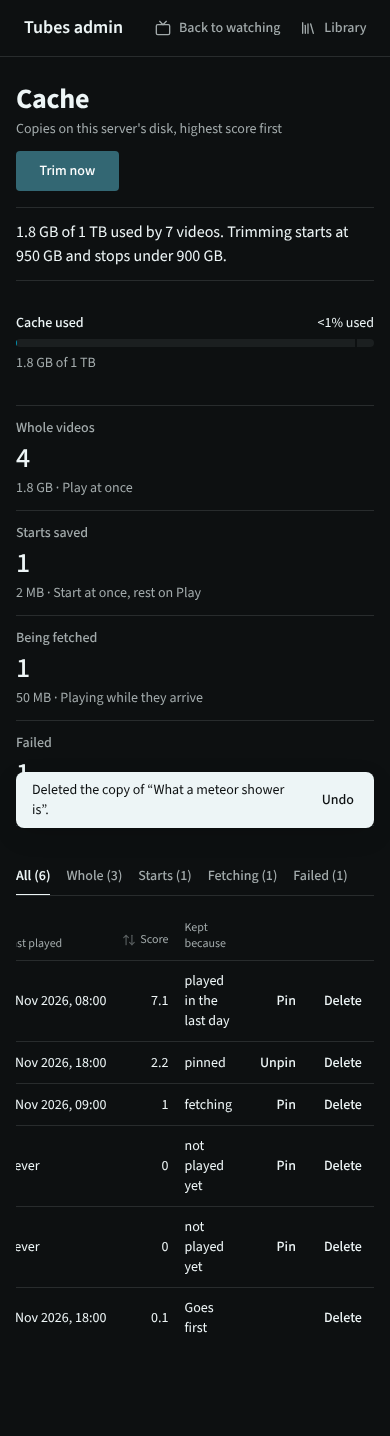 Tubes admin
Back to watching
Library
Cache
Copies on this server's disk, highest score first
Trim now
1.8 GB of 1 TB used by 7 videos. Trimming starts at
950 GB and stops under 900 GB.
Cache used
<1% used
1.8 GB of 1 TB
Whole videos
4
1.8 GB · Play at once
Starts saved
1
2 MB · Start at once, rest on Play
Being fetched
1
50 MB · Playing while they arrive
Failed
Deleted the copy of “What a meteor shower
is”.
Undo
All (6)
Whole (3)
Starts (1)
Fetching (1)
Failed (1)
st played
Score
Kept
because
Nov 2026, 08:00
7.1
played
in the
last day
Pin
Delete
Nov 2026, 18:00
2.2
pinned
Unpin
Delete
Nov 2026, 09:00
1
fetching
Pin
Delete
ever
0
not
played
yet
Pin
Delete
ever
0
not
played
yet
Pin
Delete
Nov 2026, 18:00
0.1
Goes
first
Delete